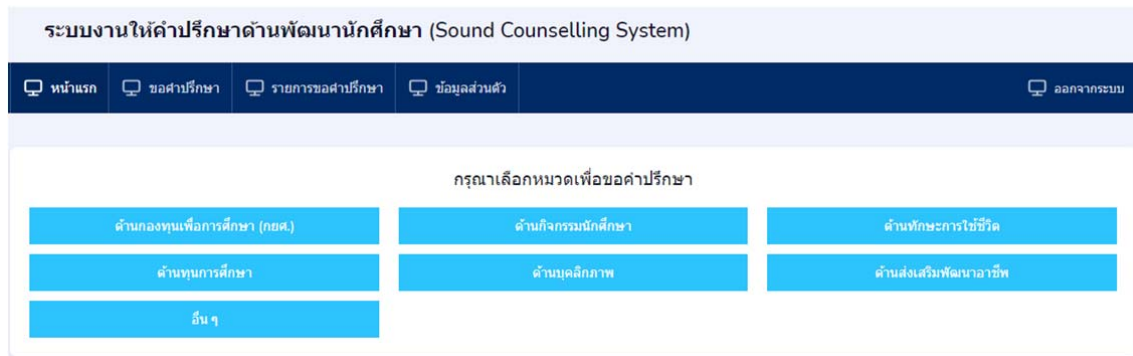 ระบบงานให้คำปรึกษาด้านพัฒนานักศึกษา (Sound Counselling System)
หน้าแรก ขอคำปรึกษา รายการขอคำปรึกษา ข้อมูลส่วนตัว ออกจากระบบ
กรุณาเลือกหมวดเพื่อขอคำปรึกษา
ด้านกองทุนเพื่อการศึกษา (กยศ.) ด้านกิจกรรมนักศึกษา ด้านทักษะการใช้ชีวิต
ด้านทุนการศึกษา ด้านบุคลิกภาพ ด้านส่งเสริมพัฒนาอาชีพ
อื่น ๆ